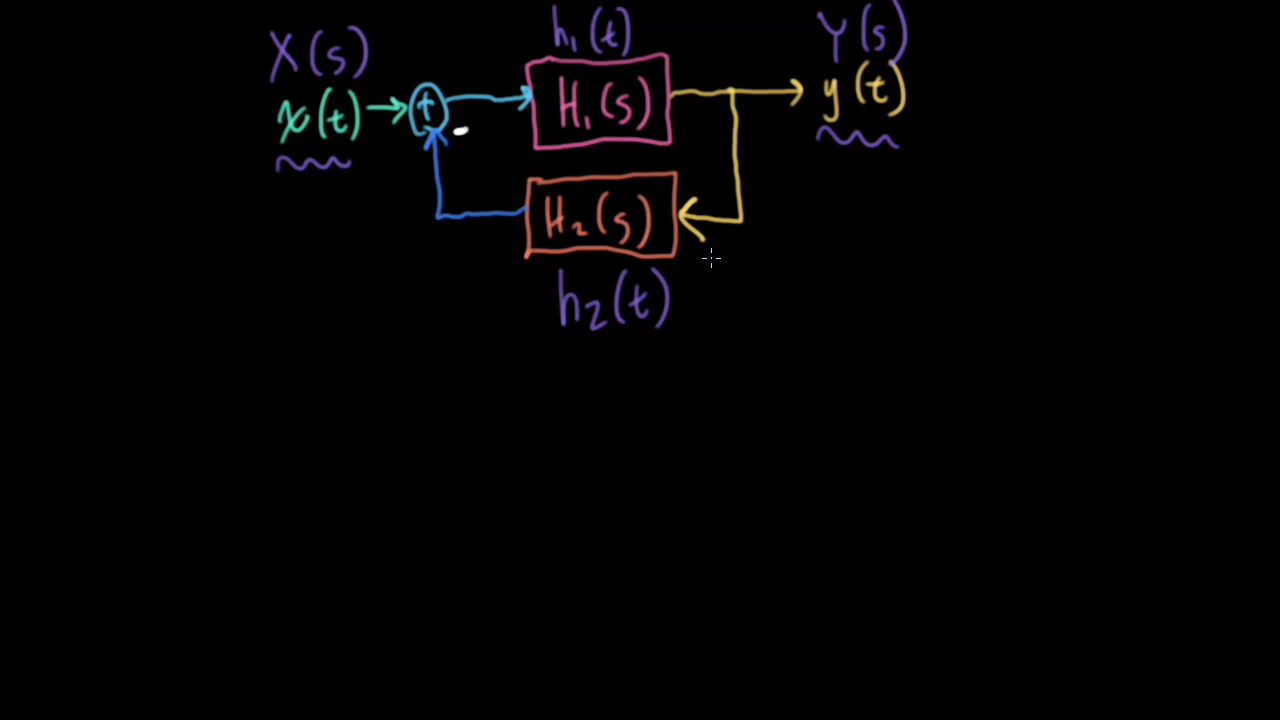 X(s) h₁(t) Y(s)
x(t) + H₁(s) y(t)
-
H₂(s)
h₂(t)